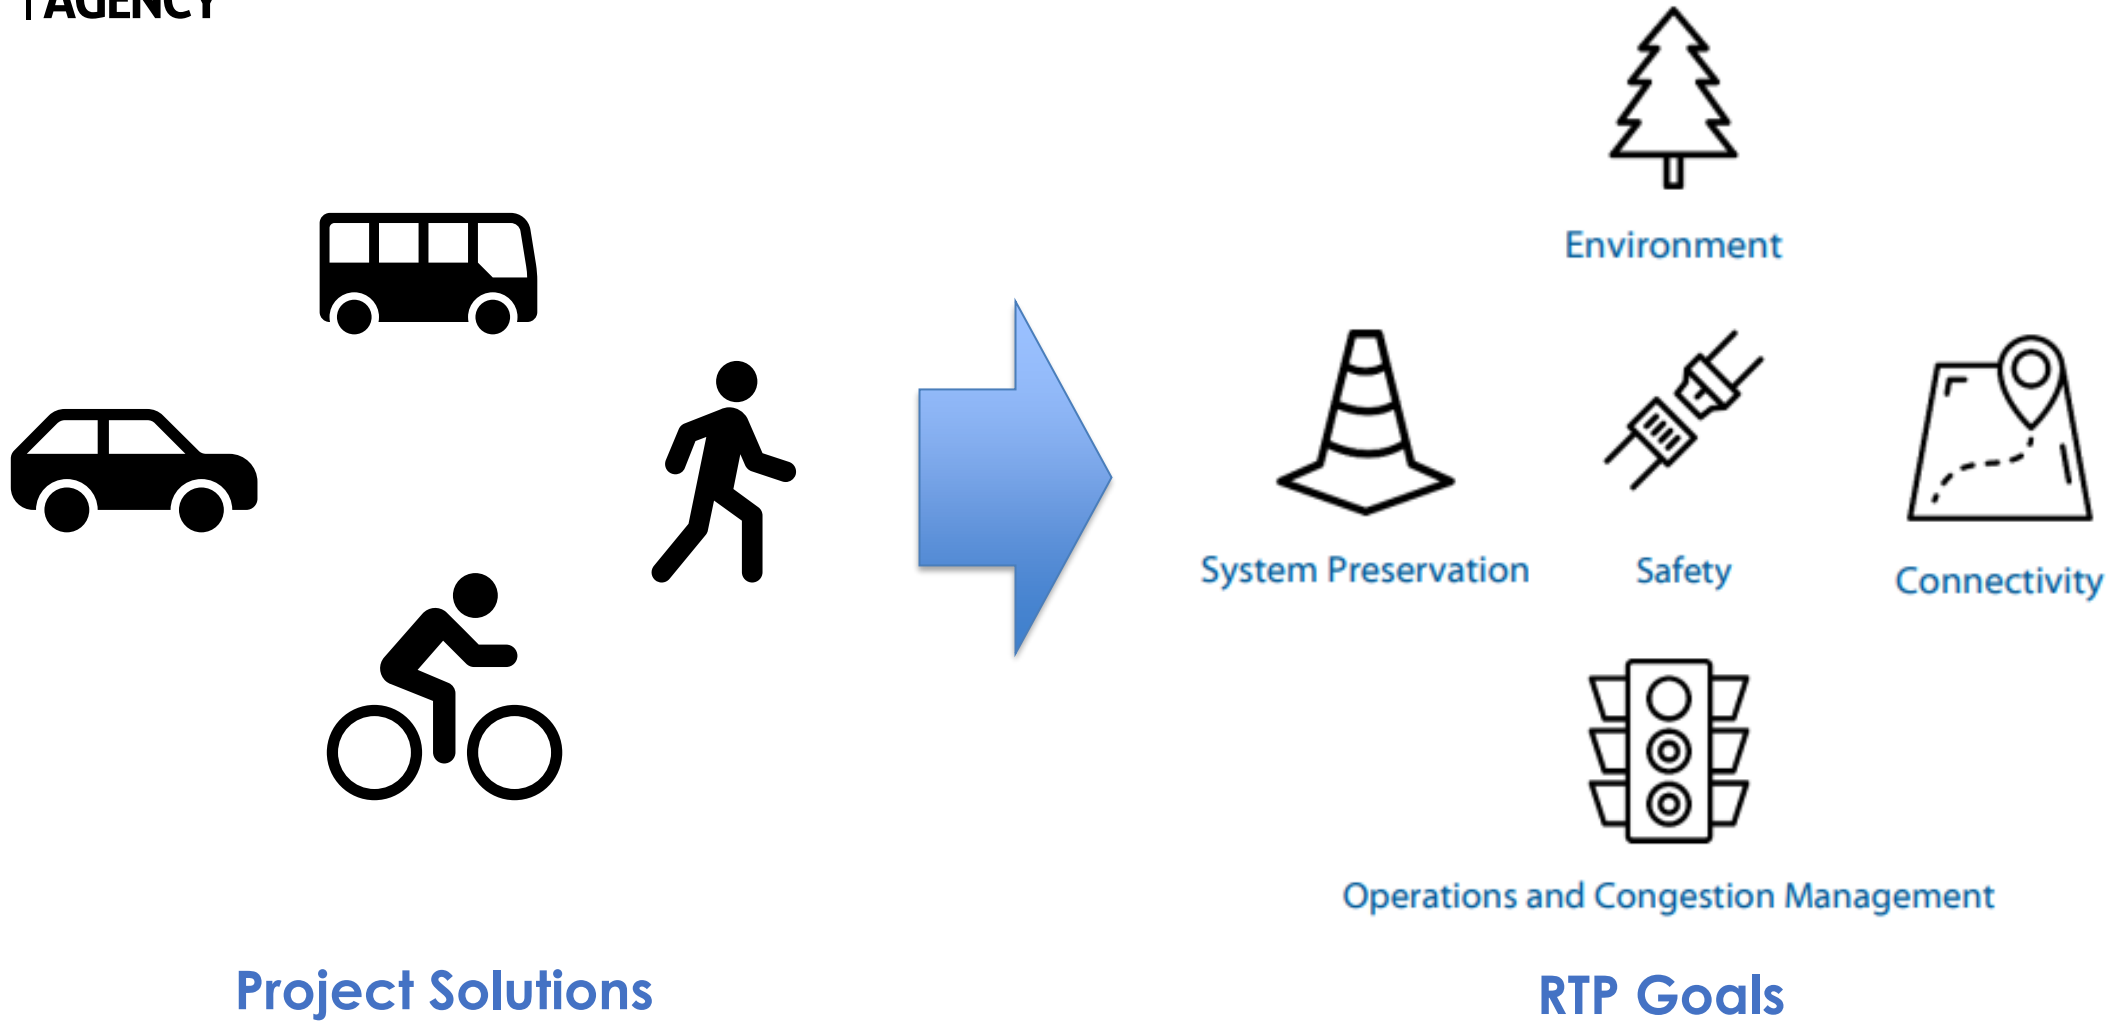 AGENCY
Environment
System Preservation
Safety
Connectivity
Operations and Congestion Management
Project Solutions
RTP Goals